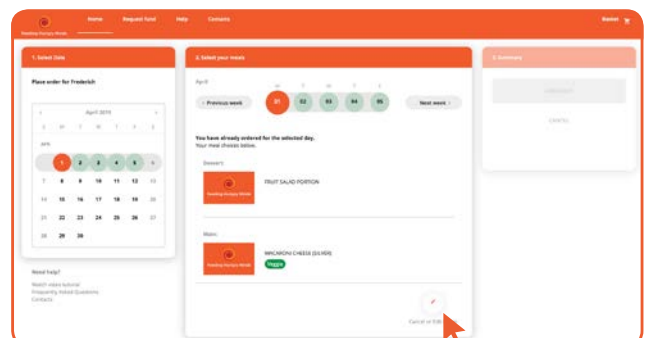 Home Request Refund Help Contacts Basket
Feeding Hungry Minds
1. Select Date
2. Select your meals
3. Summary
Place order for Frederick
April 2019
S M T W T F S
APR
1 2 3 4 5 6
7 8 9 10 11 12 13
14 15 16 17 18 19 20
21 22 23 24 25 26 27
28 29 30
Need help?
Watch video tutorial
Frequently Asked Questions
Contacts
April
M T W T F
‹ Previous week 01 02 03 04 05 Next week ›
You have already ordered for the selected day.
Your meal choices below.
Dessert:
Feeding Hungry Minds
FRUIT SALAD PORTION
Main:
Feeding Hungry Minds
MACARONI CHEESE (SILVER)
Veggie
Cancel or Edit
CANCEL